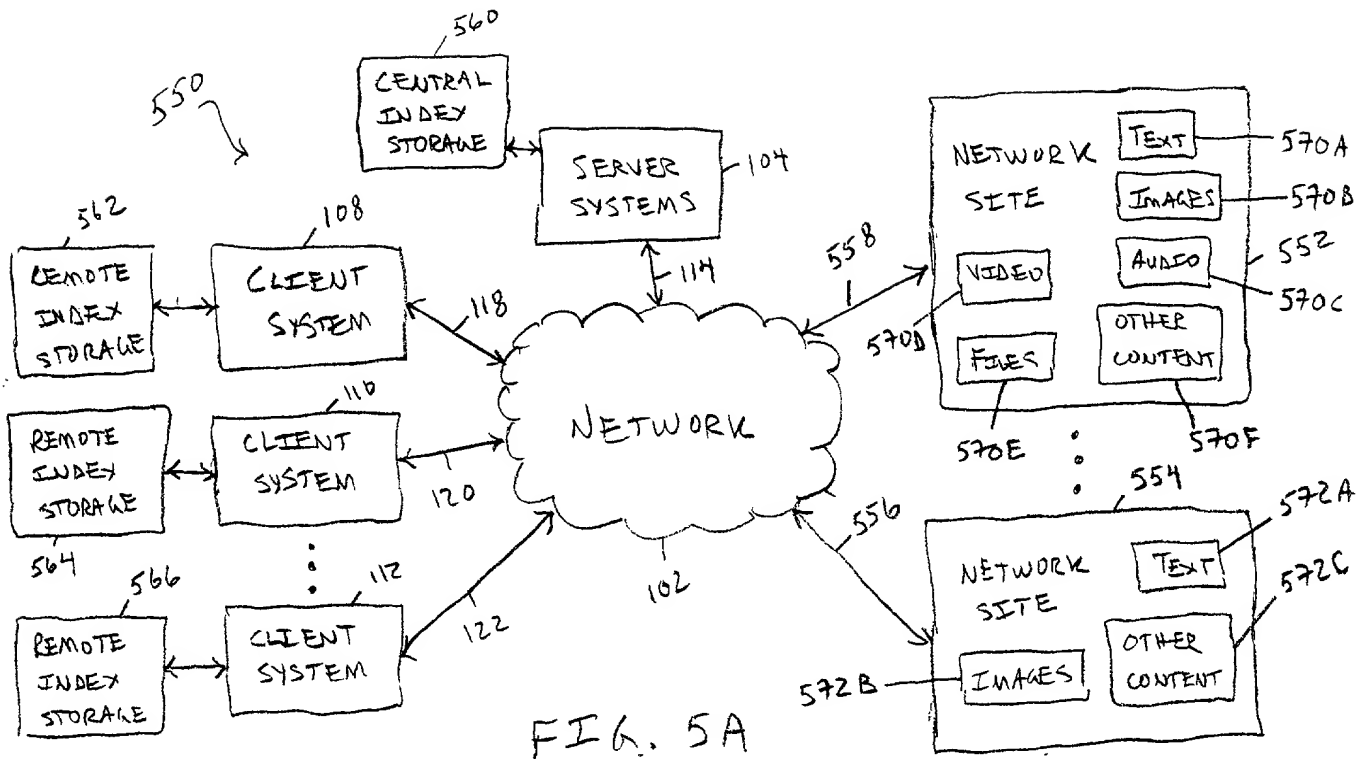 560
CENTRAL
INDEX
STORAGE
550
SERVER
SYSTEMS
104
114
562
REMOTE
INDEX
STORAGE
108
CLIENT
SYSTEM
118
REMOTE
INDEX
STORAGE
564
110
CLIENT
SYSTEM
120
566
REMOTE
INDEX
STORAGE
112
CLIENT
SYSTEM
122
NETWORK
102
558
NETWORK
SITE
TEXT
570A
IMAGES
570B
552
VIDEO
570D
AUDIO
570C
FILES
570E
OTHER
CONTENT
570F
556
554
NETWORK
SITE
TEXT
572A
572C
OTHER
CONTENT
572B
IMAGES
FIG. 5A